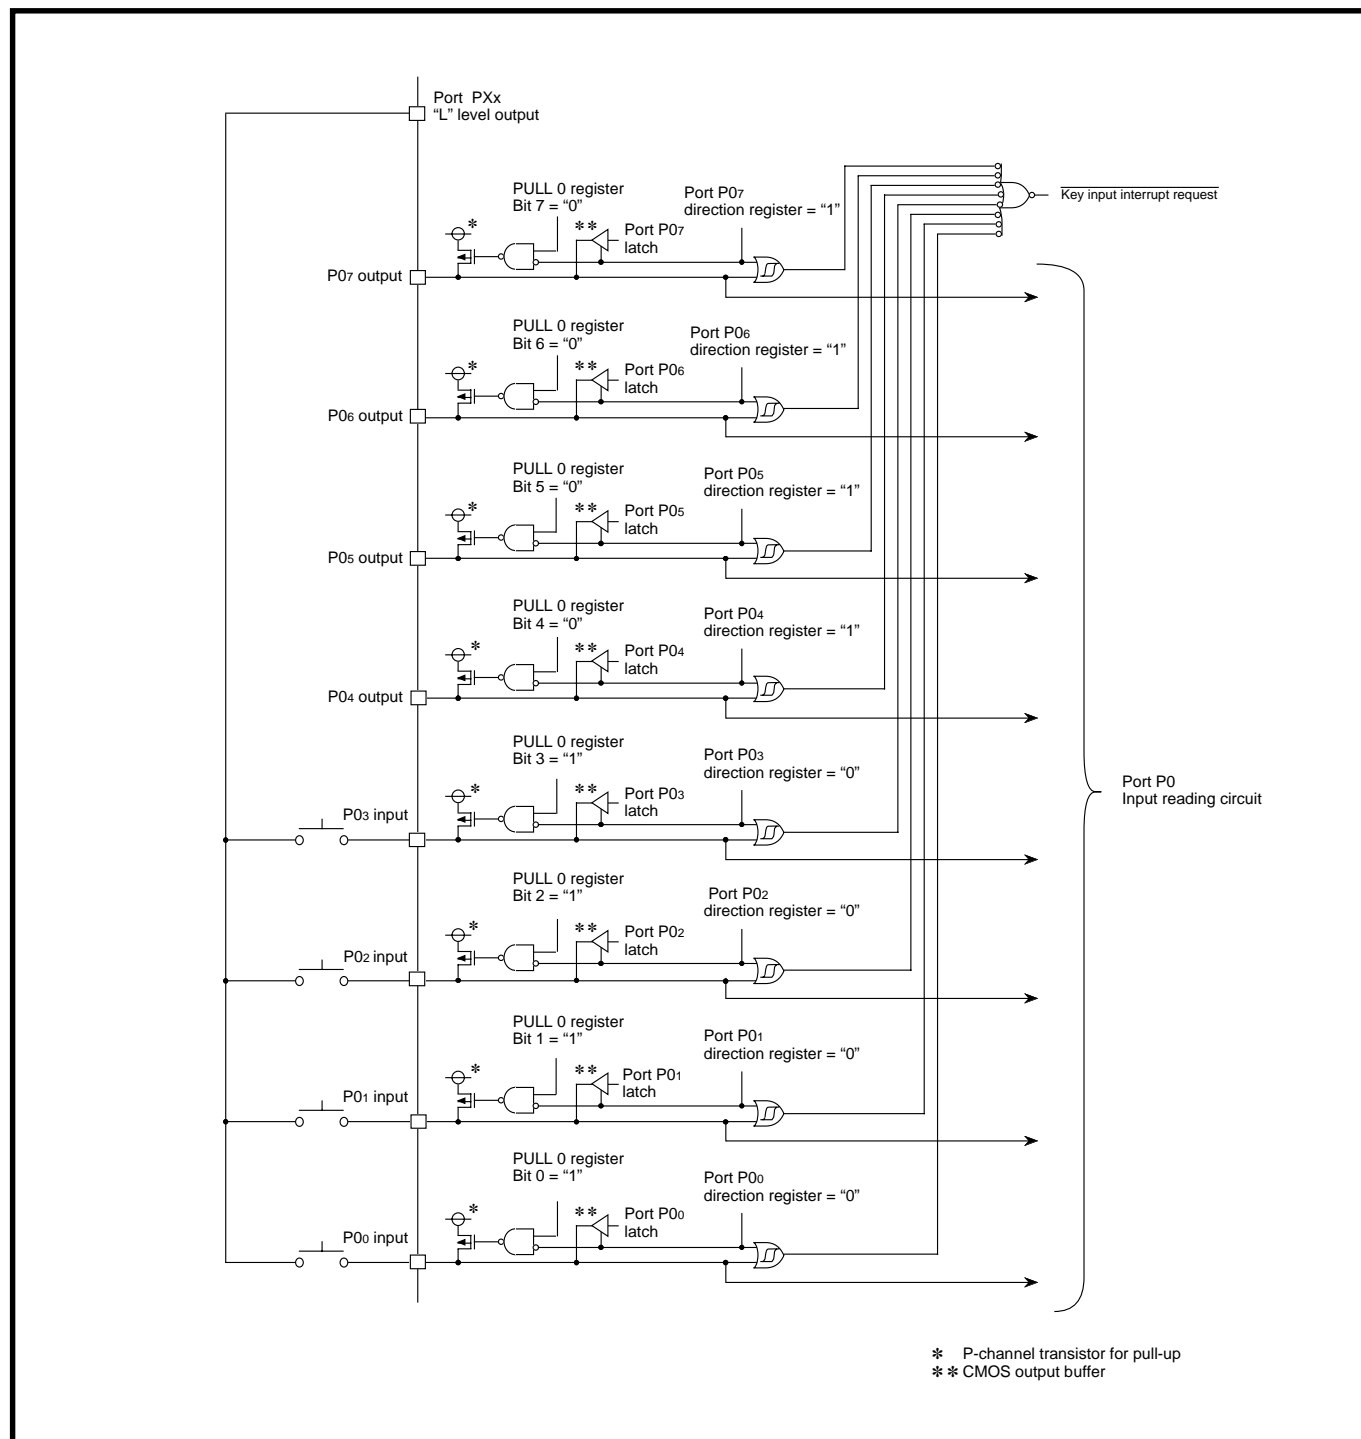 Port PXx
“L” level output
Key input interrupt request
PULL 0 register
Bit 7 = “0”
Port P07
direction register = “1”
*
**
Port P07
latch
P07 output
PULL 0 register
Bit 6 = “0”
Port P06
direction register = “1”
*
**
Port P06
latch
P06 output
PULL 0 register
Bit 5 = “0”
Port P05
direction register = “1”
*
**
Port P05
latch
P05 output
PULL 0 register
Bit 4 = “0”
Port P04
direction register = “1”
*
**
Port P04
latch
P04 output
PULL 0 register
Bit 3 = “1”
Port P03
direction register = “0”
*
**
Port P03
latch
P03 input
Port P0
Input reading circuit
PULL 0 register
Bit 2 = “1”
Port P02
direction register = “0”
*
**
Port P02
latch
P02 input
PULL 0 register
Bit 1 = “1”
Port P01
direction register = “0”
*
**
Port P01
latch
P01 input
PULL 0 register
Bit 0 = “1”
Port P00
direction register = “0”
*
**
Port P00
latch
P00 input
* P-channel transistor for pull-up
** CMOS output buffer